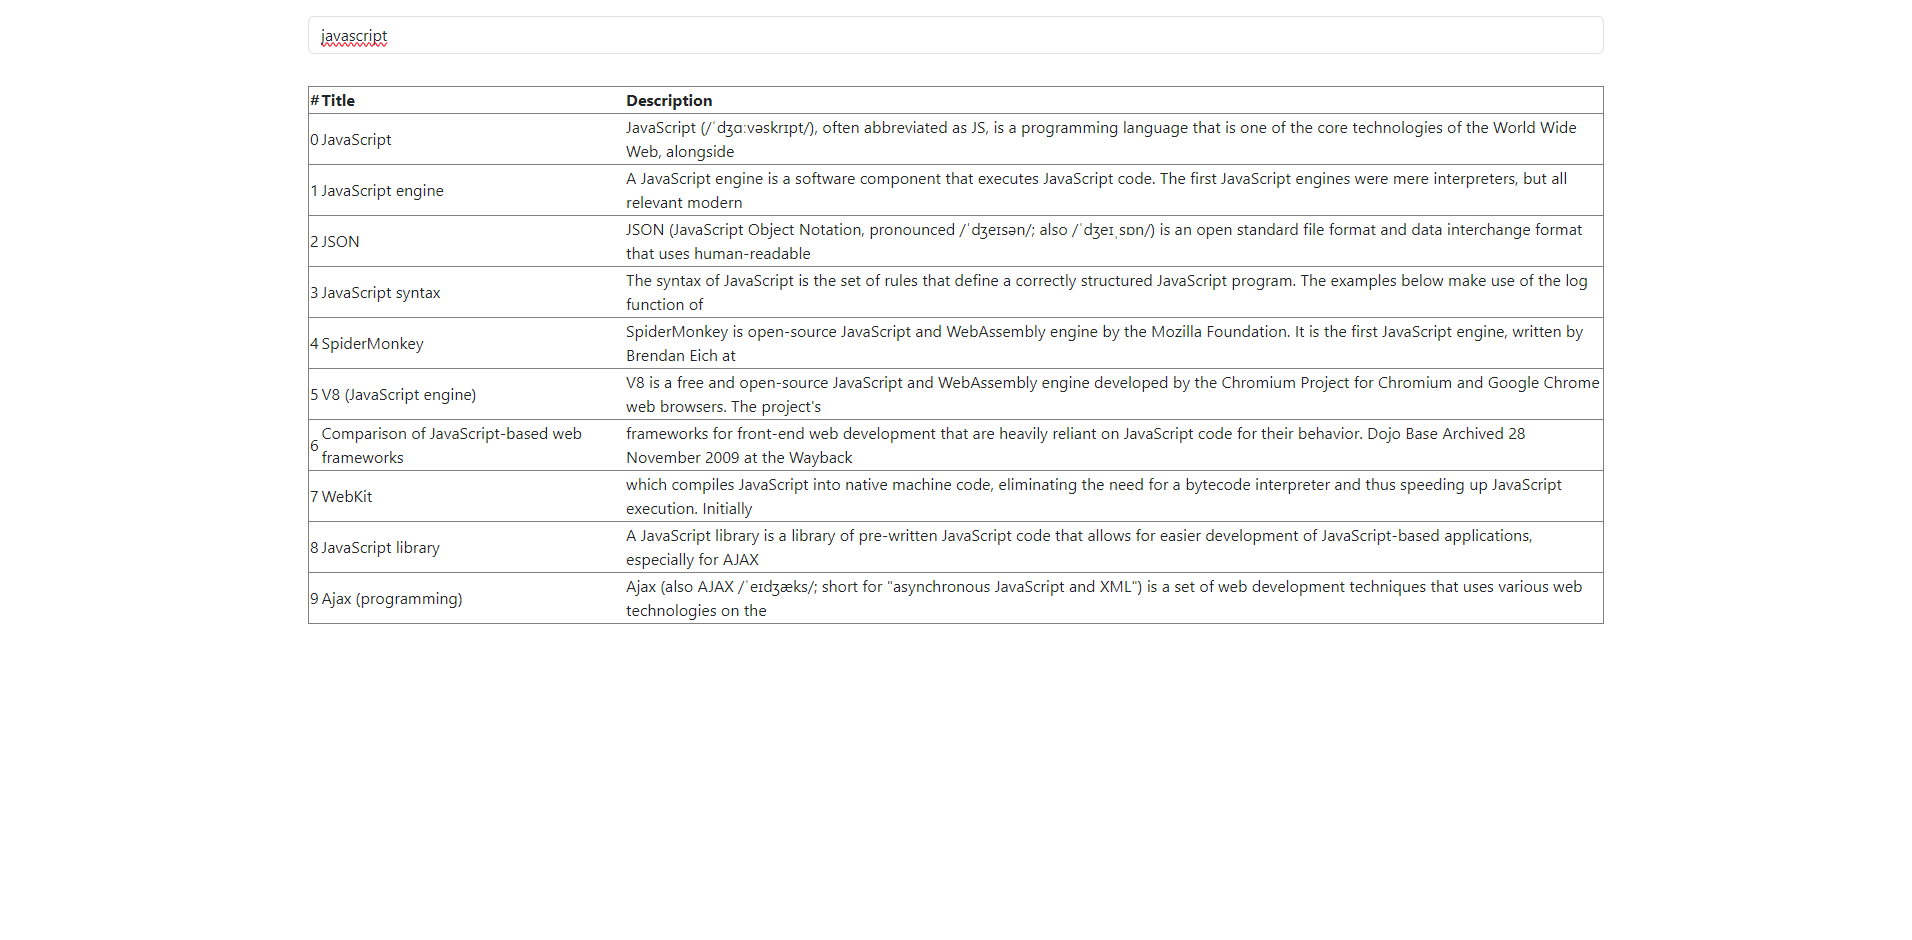 javascript
# Title Description
0 JavaScript JavaScript (/ˈdʒɑːvəskrɪpt/), often abbreviated as JS, is a programming language that is one of the core technologies of the World Wide
Web, alongside
1 JavaScript engine A JavaScript engine is a software component that executes JavaScript code. The first JavaScript engines were mere interpreters, but all
relevant modern
2 JSON JSON (JavaScript Object Notation, pronounced /ˈdʒeɪsən/; also /ˈdʒeɪˌsɒn/) is an open standard file format and data interchange format
that uses human-readable
3 JavaScript syntax The syntax of JavaScript is the set of rules that define a correctly structured JavaScript program. The examples below make use of the log
function of
4 SpiderMonkey SpiderMonkey is open-source JavaScript and WebAssembly engine by the Mozilla Foundation. It is the first JavaScript engine, written by
Brendan Eich at
5 V8 (JavaScript engine) V8 is a free and open-source JavaScript and WebAssembly engine developed by the Chromium Project for Chromium and Google Chrome
web browsers. The project's
6 Comparison of JavaScript-based web frameworks for front-end web development that are heavily reliant on JavaScript code for their behavior. Dojo Base Archived 28
frameworks November 2009 at the Wayback
7 WebKit which compiles JavaScript into native machine code, eliminating the need for a bytecode interpreter and thus speeding up JavaScript
execution. Initially
8 JavaScript library A JavaScript library is a library of pre-written JavaScript code that allows for easier development of JavaScript-based applications,
especially for AJAX
9 Ajax (programming) Ajax (also AJAX /ˈeɪdʒæks/; short for "asynchronous JavaScript and XML") is a set of web development techniques that uses various web
technologies on the